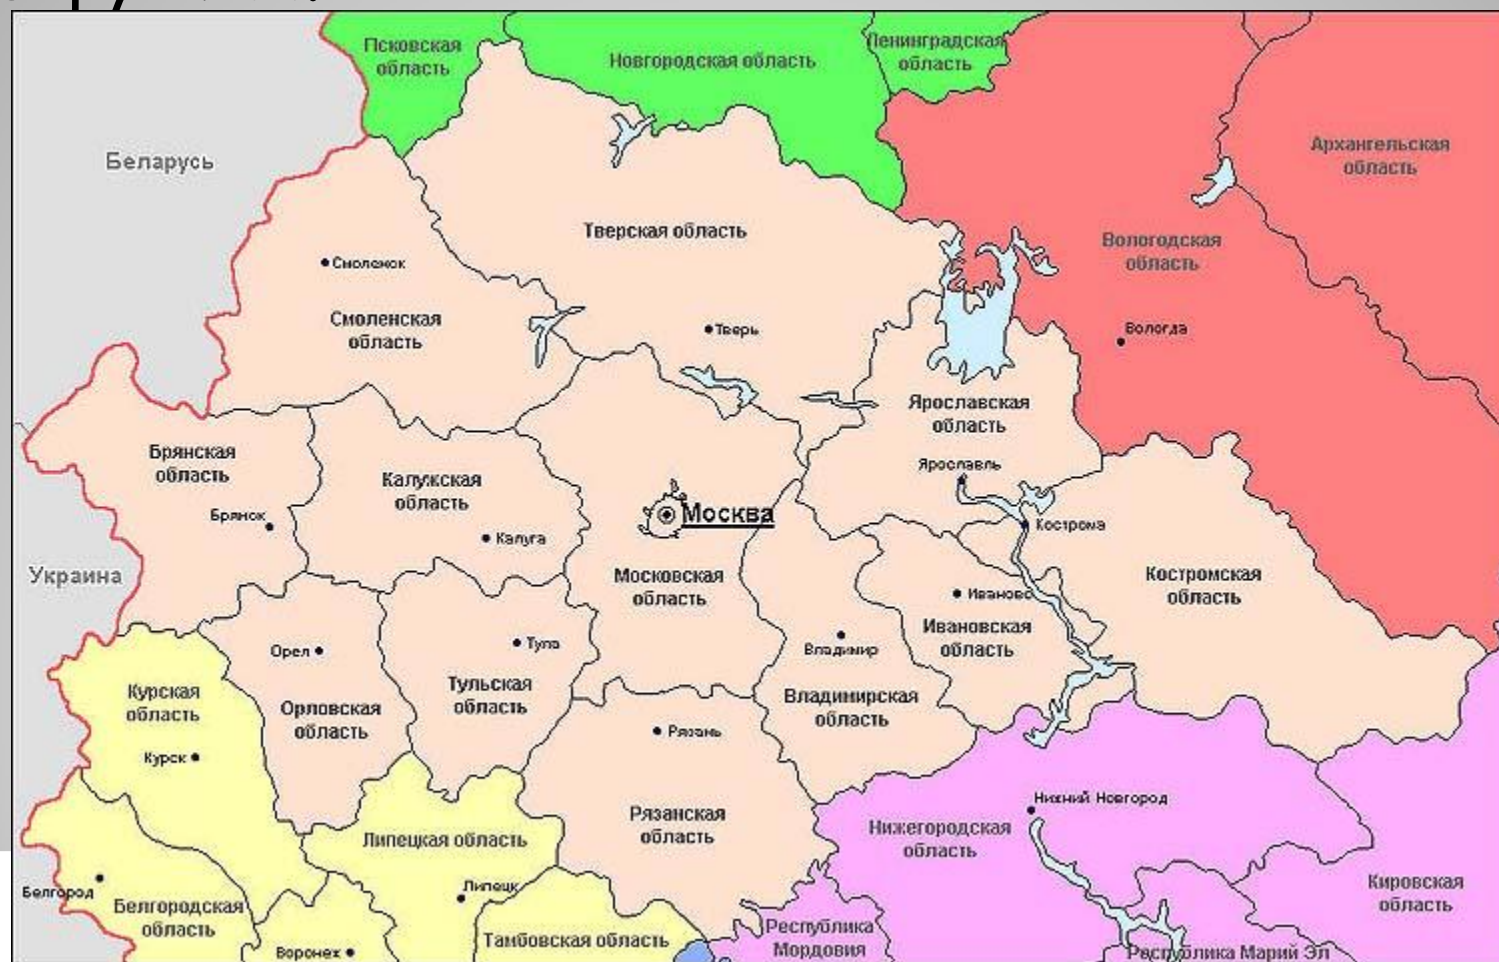 Псковская
область
Новгородская область
Ленинградская
область
Архангельская
область
Беларусь
Тверская область
Вологодская
область
Смоленск
Смоленская
область
Тверь
Вологда
Ярославская
область
Брянская
область
Калужская
область
Ярославль
Брянск
Москва
Кострома
Калуга
Украина
Московская
область
Костромская
область
Иваново
Ивановская
область
Орел
Тула
Владимир
Курская
область
Орловская
область
Тульская
область
Владимирская
область
Рязань
Курск
Нижний Новгород
Рязанская
область
Нижегородская
область
Липецкая область
Кировская
область
Белгород
Липецк
Белгородская
область
Воронеж
Тамбовская область
Республика
Мордовия
Республика Марий Эл